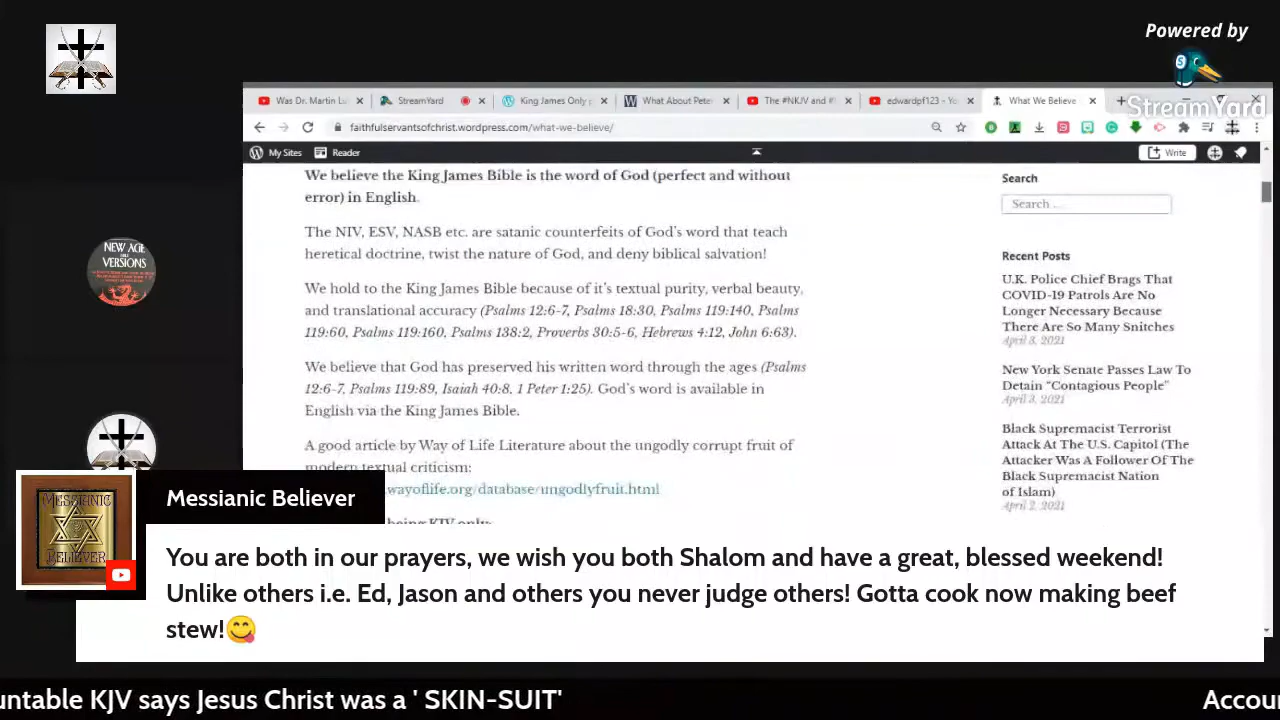 Powered by
StreamYard
Was Dr. Martin Lu
StreamYard
King James Only p
What About Peter
The #NKJV and #
edwardpf123 - Yo
What We Believe
faithfulservantsofchrist.wordpress.com/what-we-believe/
My Sites
Reader
Write
We believe the King James Bible is the word of God (perfect and without
error) in English.
The NIV, ESV, NASB etc. are satanic counterfeits of God's word that teach
heretical doctrine, twist the nature of God, and deny biblical salvation!
We hold to the King James Bible because of it's textual purity, verbal beauty,
and translational accuracy (Psalms 12:6-7, Psalms 18:30, Psalms 119:140, Psalms
119:60, Psalms 119:160, Psalms 138:2, Proverbs 30:5-6, Hebrews 4:12, John 6:63).
We believe that God has preserved his written word through the ages (Psalms
12:6-7, Psalms 119:89, Isaiah 40:8, 1 Peter 1:25). God's word is available in
English via the King James Bible.
A good article by Way of Life Literature about the ungodly corrupt fruit of
modern textual criticism:
wayoflife.org/database/ungodlyfruit.html
being KJV only:
Search
Search ...
Recent Posts
U.K. Police Chief Brags That
COVID-19 Patrols Are No
Longer Necessary Because
There Are So Many Snitches
April 3, 2021
New York Senate Passes Law To
Detain "Contagious People"
April 3, 2021
Black Supremacist Terrorist
Attack At The U.S. Capitol (The
Attacker Was A Follower Of The
Black Supremacist Nation
of Islam)
April 2, 2021
NEW AGE
VERSIONS
MESSIANIC
BELIEVER
Messianic Believer
You are both in our prayers, we wish you both Shalom and have a great, blessed weekend!
Unlike others i.e. Ed, Jason and others you never judge others! Gotta cook now making beef
stew!😋
untable KJV says Jesus Christ was a ' SKIN-SUIT'
Accou